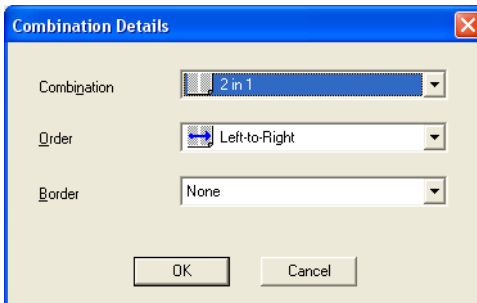 Combination Details
Combination 2 in 1
Order Left-to-Right
Border None
OK Cancel